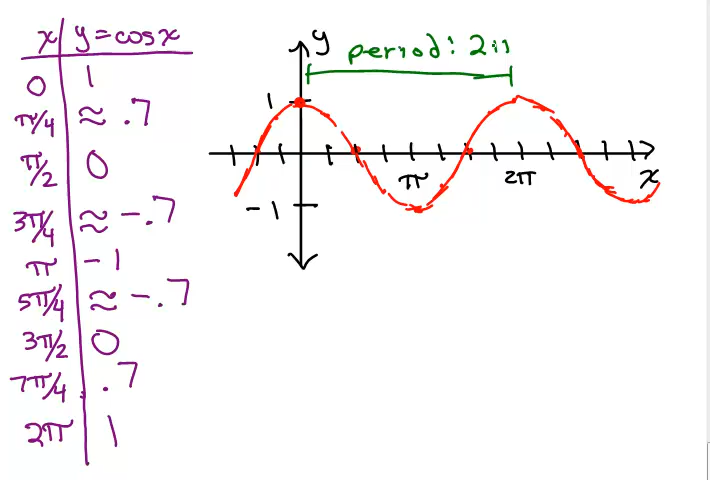 x y = cosx
0 1
π/4 ≈ .7
π/2 0
3π/4 ≈ -.7
π -1
5π/4 ≈ -.7
3π/2 0
7π/4 .7
2π 1
y
period: 2π
1
π 2π x
-1